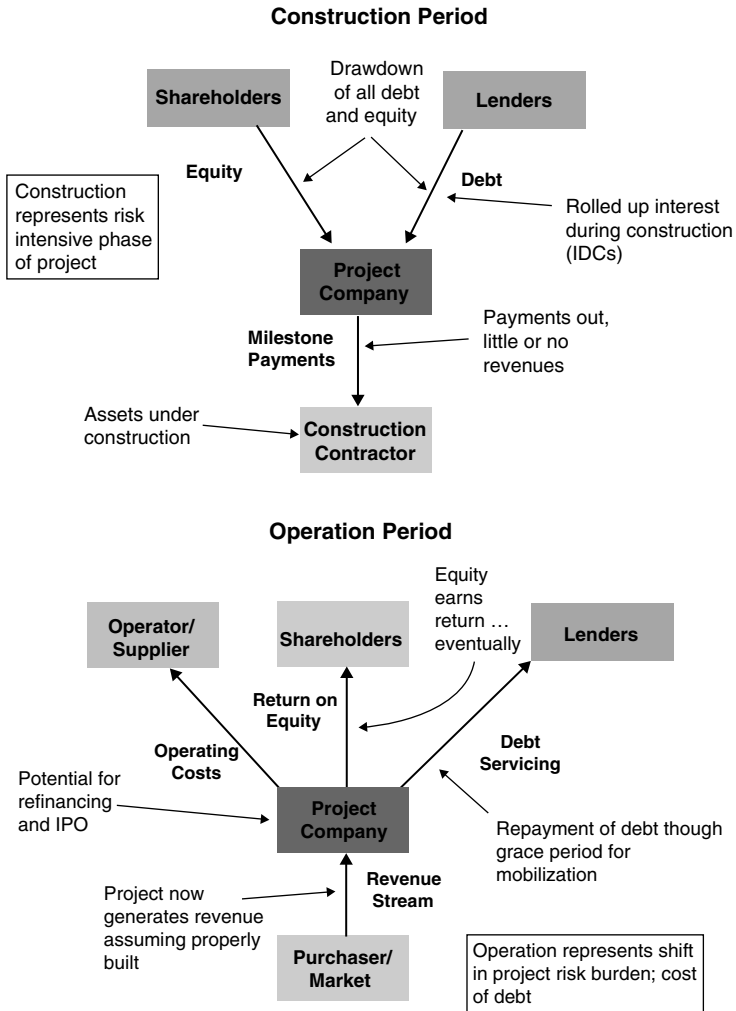 Construction Period
Shareholders
Drawdown
of all debt
and equity
Lenders
Equity
Debt
Construction
represents risk
intensive phase
of project
Rolled up interest
during construction
(IDCs)
Project
Company
Milestone
Payments
Payments out,
little or no
revenues
Assets under
construction
Construction
Contractor
Operation Period
Operator/
Supplier
Shareholders
Equity
earns
return …
eventually
Lenders
Return on
Equity
Operating
Costs
Debt
Servicing
Potential for
refinancing
and IPO
Project
Company
Repayment of debt though
grace period for
mobilization
Project now
generates revenue
assuming properly
built
Revenue
Stream
Purchaser/
Market
Operation represents shift
in project risk burden; cost
of debt